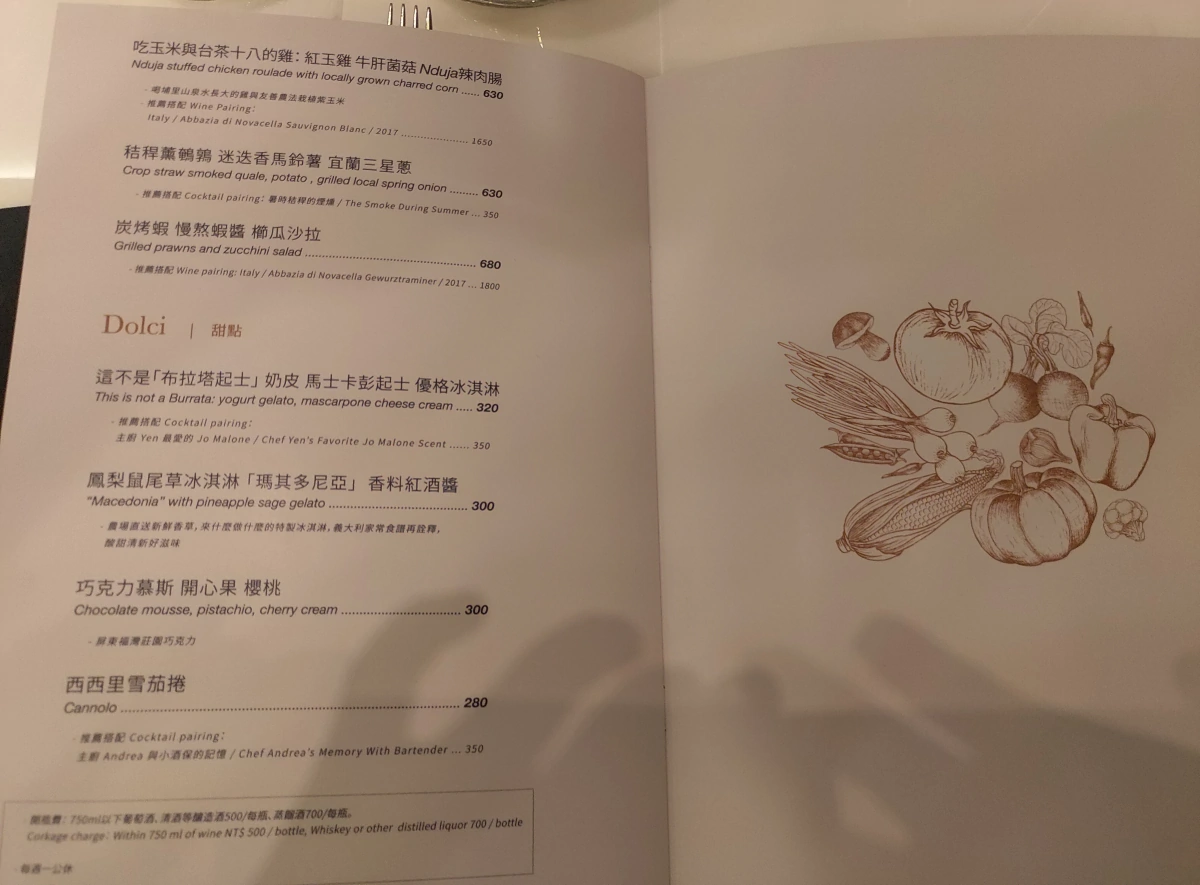 吃玉米與台茶十八的雞：紅玉雞 牛肝菌菇 Nduja辣肉腸
Nduja stuffed chicken roulade with locally grown charred corn ...... 630
- 喝埔里山泉水長大的雞與友善農法栽植紫玉米
- 推薦搭配 Wine Pairing：
Italy / Abbazia di Novacella Sauvignon Blanc / 2017 ...................... 1650
秸稈薰鵪鶉 迷迭香馬鈴薯 宜蘭三星蔥
Crop straw smoked quale, potato , grilled local spring onion ......... 630
- 推薦搭配 Cocktail pairing：暑時秸稈的煙燻 / The Smoke During Summer ... 350
炭烤蝦 慢熬蝦醬 櫛瓜沙拉
Grilled prawns and zucchini salad ..................................................... 680
- 推薦搭配 Wine pairing: Italy / Abbazia di Novacella Gewurztraminer / 2017 ... 1800
Dolci | 甜點
這不是「布拉塔起士」奶皮 馬士卡彭起士 優格冰淇淋
This is not a Burrata: yogurt gelato, mascarpone cheese cream ..... 320
- 推薦搭配 Cocktail pairing：
主廚 Yen 最愛的 Jo Malone / Chef Yen's Favorite Jo Malone Scent ...... 350
鳳梨鼠尾草冰淇淋「瑪其多尼亞」 香料紅酒醬
"Macedonia" with pineapple sage gelato .......................................... 300
- 農場直送新鮮香草，來什麼做什麼的特製冰淇淋，義大利家常食譜再詮釋，
酸甜清新好滋味
巧克力慕斯 開心果 櫻桃
Chocolate mousse, pistachio, cherry cream .................................... 300
- 屏東福灣莊園巧克力
西西里雪茄捲
Cannolo ............................................................................................ 280
- 推薦搭配 Cocktail pairing：
主廚 Andrea 與小酒保的記憶 / Chef Andrea's Memory With Bartender ... 350
開瓶費：750ml以下葡萄酒、清酒等釀造酒500/每瓶、蒸餾酒700/每瓶。
Corkage charge：Within 750 ml of wine NT$ 500 / bottle, Whiskey or other distilled liquor 700 / bottle
- 每週一公休